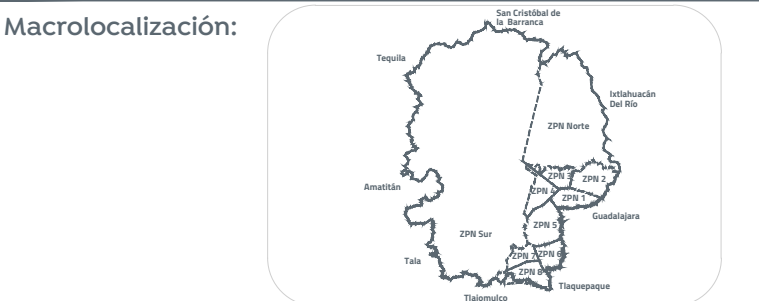 Macrolocalización:
San Cristóbal de
la Barranca
Tequila
Ixtlahuacán
Del Río
ZPN Norte
ZPN 3
ZPN 2
Amatitán
ZPN 4
ZPN 1
Guadalajara
ZPN 5
ZPN Sur
ZPN 7
ZPN 6
Tala
ZPN 8
Tlaquepaque
Tlajomulco